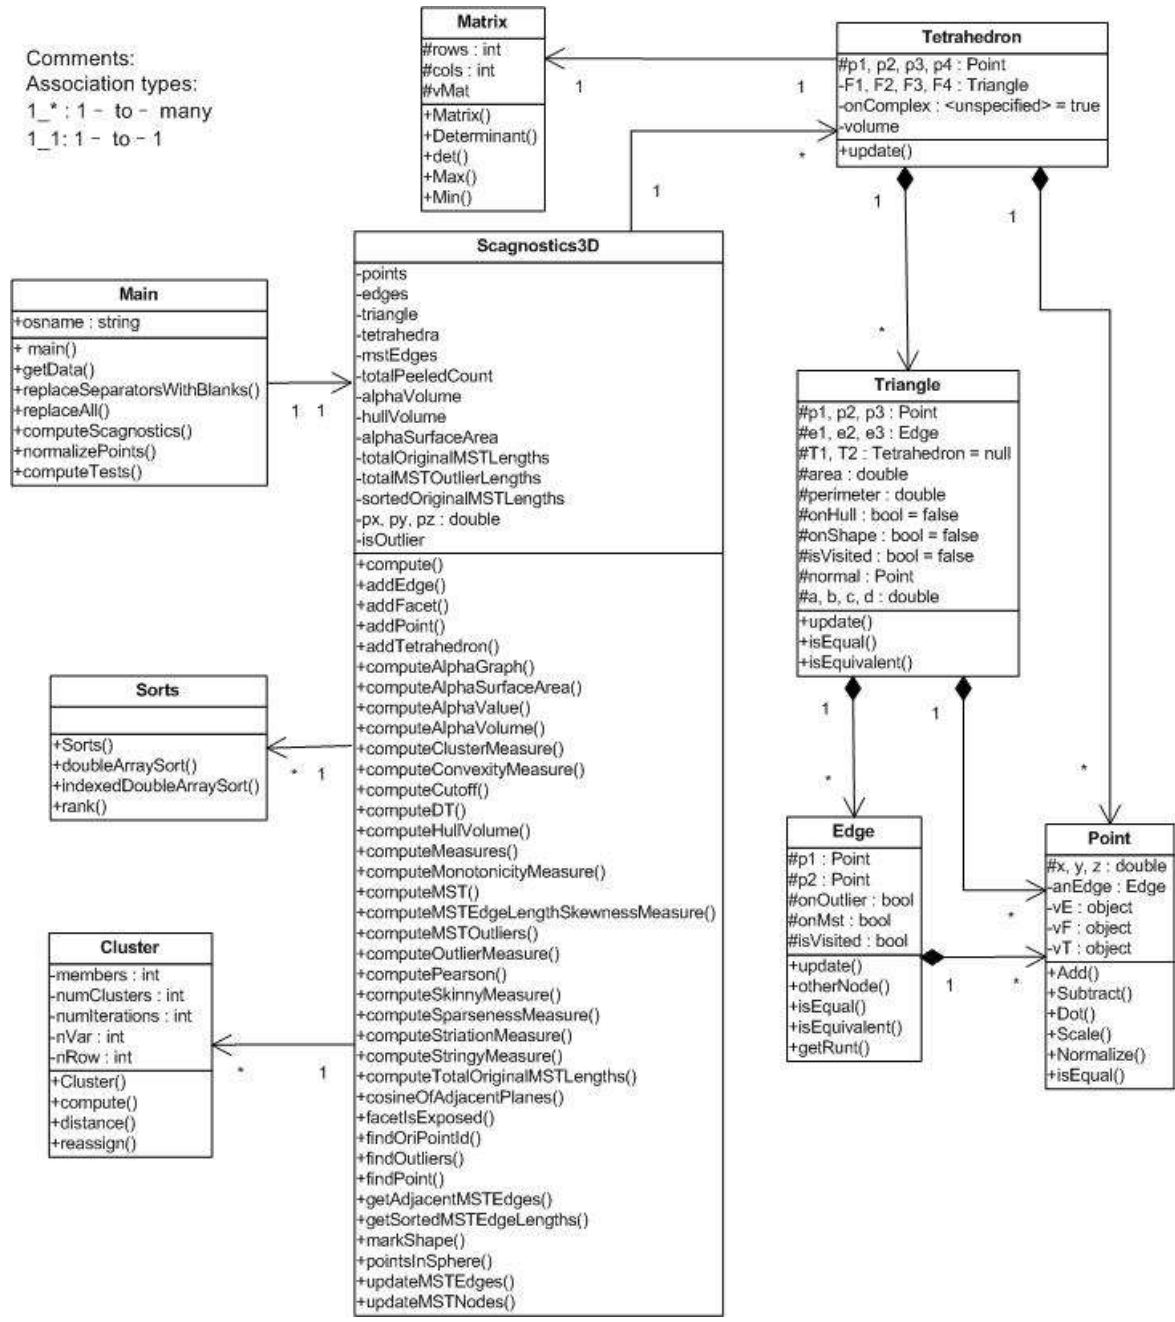 Comments:
Association types:
1_* : 1 - to - many
1_1: 1 - to - 1
Matrix
#rows : int
#cols : int
#vMat
+Matrix()
+Determinant()
+det()
+Max()
+Min()
1
1
Tetrahedron
#p1, p2, p3, p4 : Point
-F1, F2, F3, F4 : Triangle
-onComplex : <unspecified> = true
-volume
+update()
*
1
1
1
Main
+osname : string
+ main()
+getData()
+replaceSeparatorsWithBlanks()
+replaceAll()
+computeScagnostics()
+normalizePoints()
+computeTests()
1 1
Scagnostics3D
-points
-edges
-triangle
-tetrahedra
-mstEdges
-totalPeeledCount
-alphaVolume
-hullVolume
-alphaSurfaceArea
-totalOriginalMSTLengths
-totalMSTOutlierLengths
-sortedOriginalMSTLengths
-px, py, pz : double
-isOutlier
+compute()
+addEdge()
+addFacet()
+addPoint()
+addTetrahedron()
+computeAlphaGraph()
+computeAlphaSurfaceArea()
+computeAlphaValue()
+computeAlphaVolume()
+computeClusterMeasure()
+computeConvexityMeasure()
+computeCutoff()
+computeDT()
+computeHullVolume()
+computeMeasures()
+computeMonotonicityMeasure()
+computeMST()
+computeMSTEdgeLengthSkewnessMeasure()
+computeMSTOutliers()
+computeOutlierMeasure()
+computePearson()
+computeSkinnyMeasure()
+computeSparsenessMeasure()
+computeStriationMeasure()
+computeStringyMeasure()
+computeTotalOriginalMSTLengths()
+cosineOfAdjacentPlanes()
+facetIsExposed()
+findOriPointId()
+findOutliers()
+findPoint()
+getAdjacentMSTEdges()
+getSortedMSTEdgeLengths()
+markShape()
+pointsInSphere()
+updateMSTEdges()
+updateMSTNodes()
*
Triangle
#p1, p2, p3 : Point
#e1, e2, e3 : Edge
#T1, T2 : Tetrahedron = null
#area : double
#perimeter : double
#onHull : bool = false
#onShape : bool = false
#isVisited : bool = false
#normal : Point
#a, b, c, d : double
+update()
+isEqual()
+isEquivalent()
1
1
*
*
Sorts
+Sorts()
+doubleArraySort()
+indexedDoubleArraySort()
+rank()
* 1
Edge
#p1 : Point
#p2 : Point
#onOutlier : bool
#onMst : bool
#isVisited : bool
+update()
+otherNode()
+isEqual()
+isEquivalent()
+getRunt()
*
1
*
Point
#x, y, z : double
-anEdge : Edge
-vE : object
-vF : object
-vT : object
+Add()
+Subtract()
+Dot()
+Scale()
+Normalize()
+isEqual()
Cluster
-members : int
-numClusters : int
-numIterations : int
-nVar : int
-nRow : int
+Cluster()
+compute()
+distance()
+reassign()
* 1